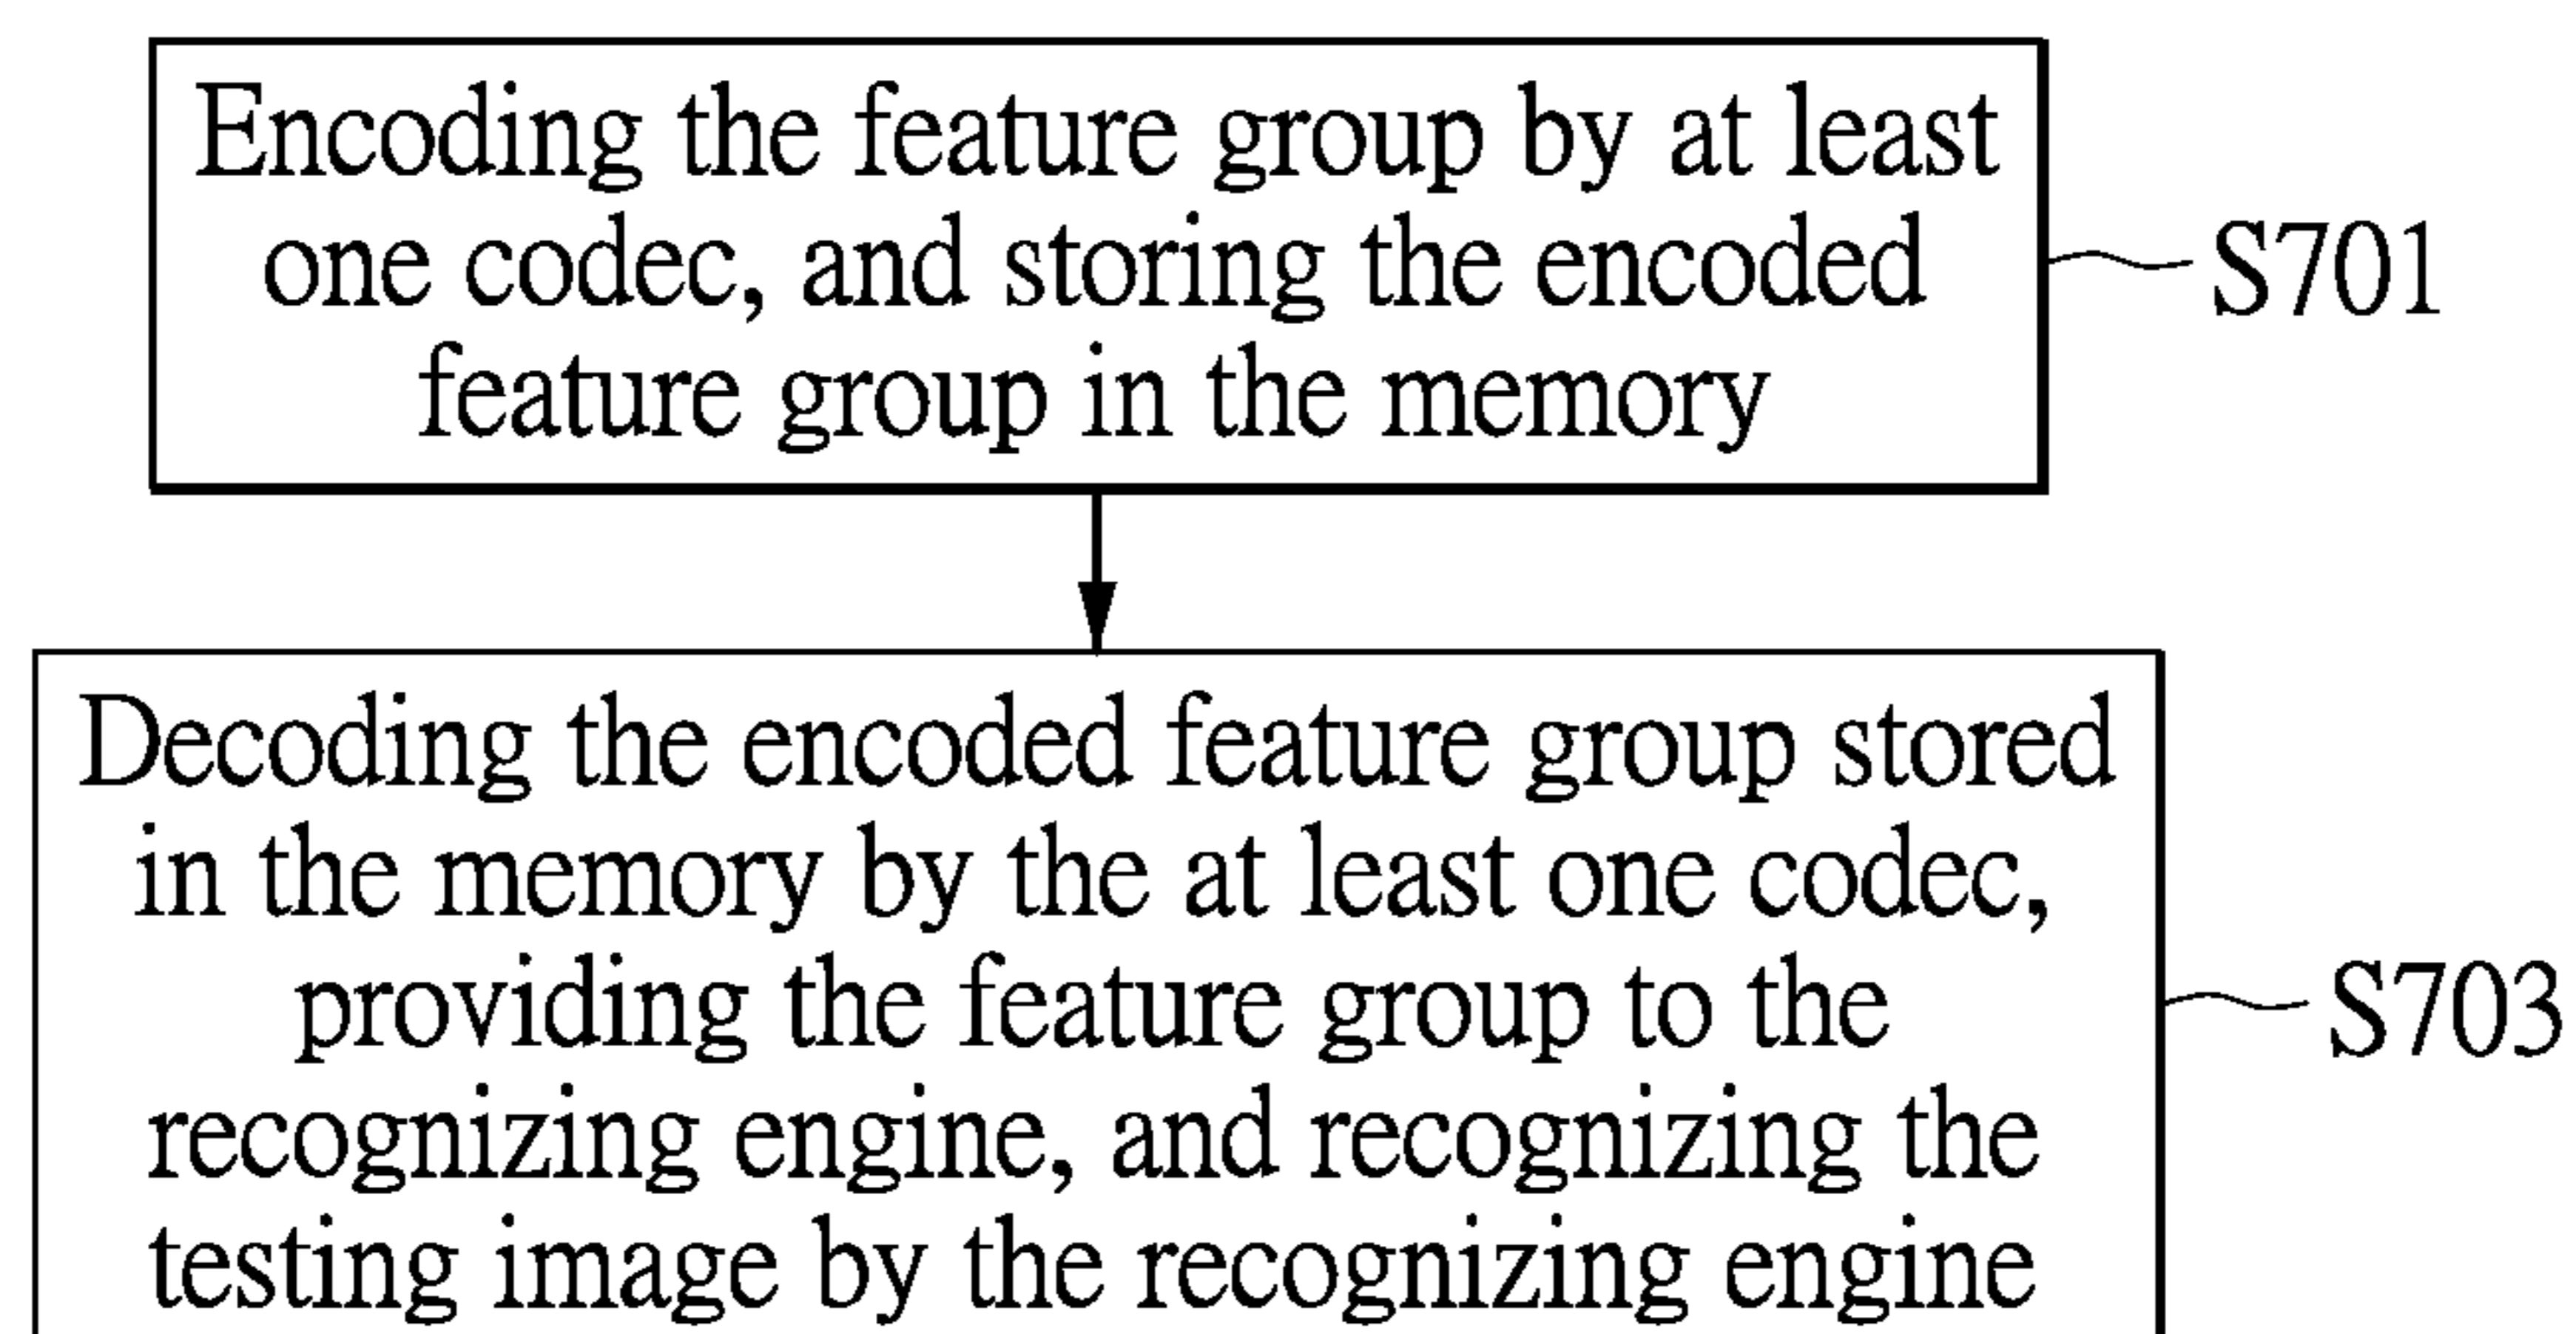 Encoding the feature group by at least
one codec, and storing the encoded
feature group in the memory
S701
Decoding the encoded feature group stored
in the memory by the at least one codec,
providing the feature group to the
recognizing engine, and recognizing the
testing image by the recognizing engine
S703